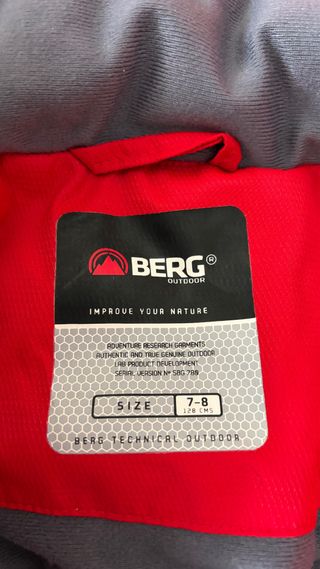 BERG®
OUTDOOR
IMPROVE YOUR NATURE
ADVENTURE RESEARCH GARMENTS
AUTHENTIC AND TRUE GENUINE OUTDOOR
LAB PRODUCT DEVELOPMENT
SERIAL VERSION Nº SBG 788
SIZE 7-8
128 CMS
BERG TECHNICAL OUTDOOR